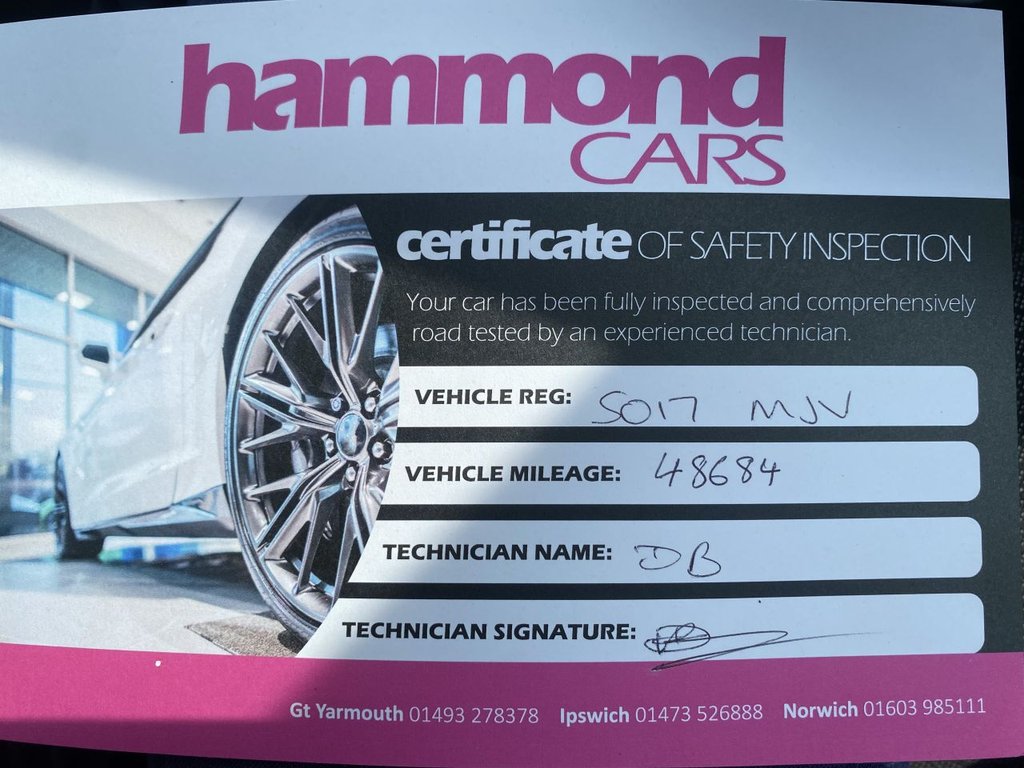 hammond
CARS
certificate OF SAFETY INSPECTION
Your car has been fully inspected and comprehensively
road tested by an experienced technician.
VEHICLE REG: SO17 MJV
VEHICLE MILEAGE: 48684
TECHNICIAN NAME: DB
TECHNICIAN SIGNATURE:
Gt Yarmouth 01493 278378 Ipswich 01473 526888 Norwich 01603 985111